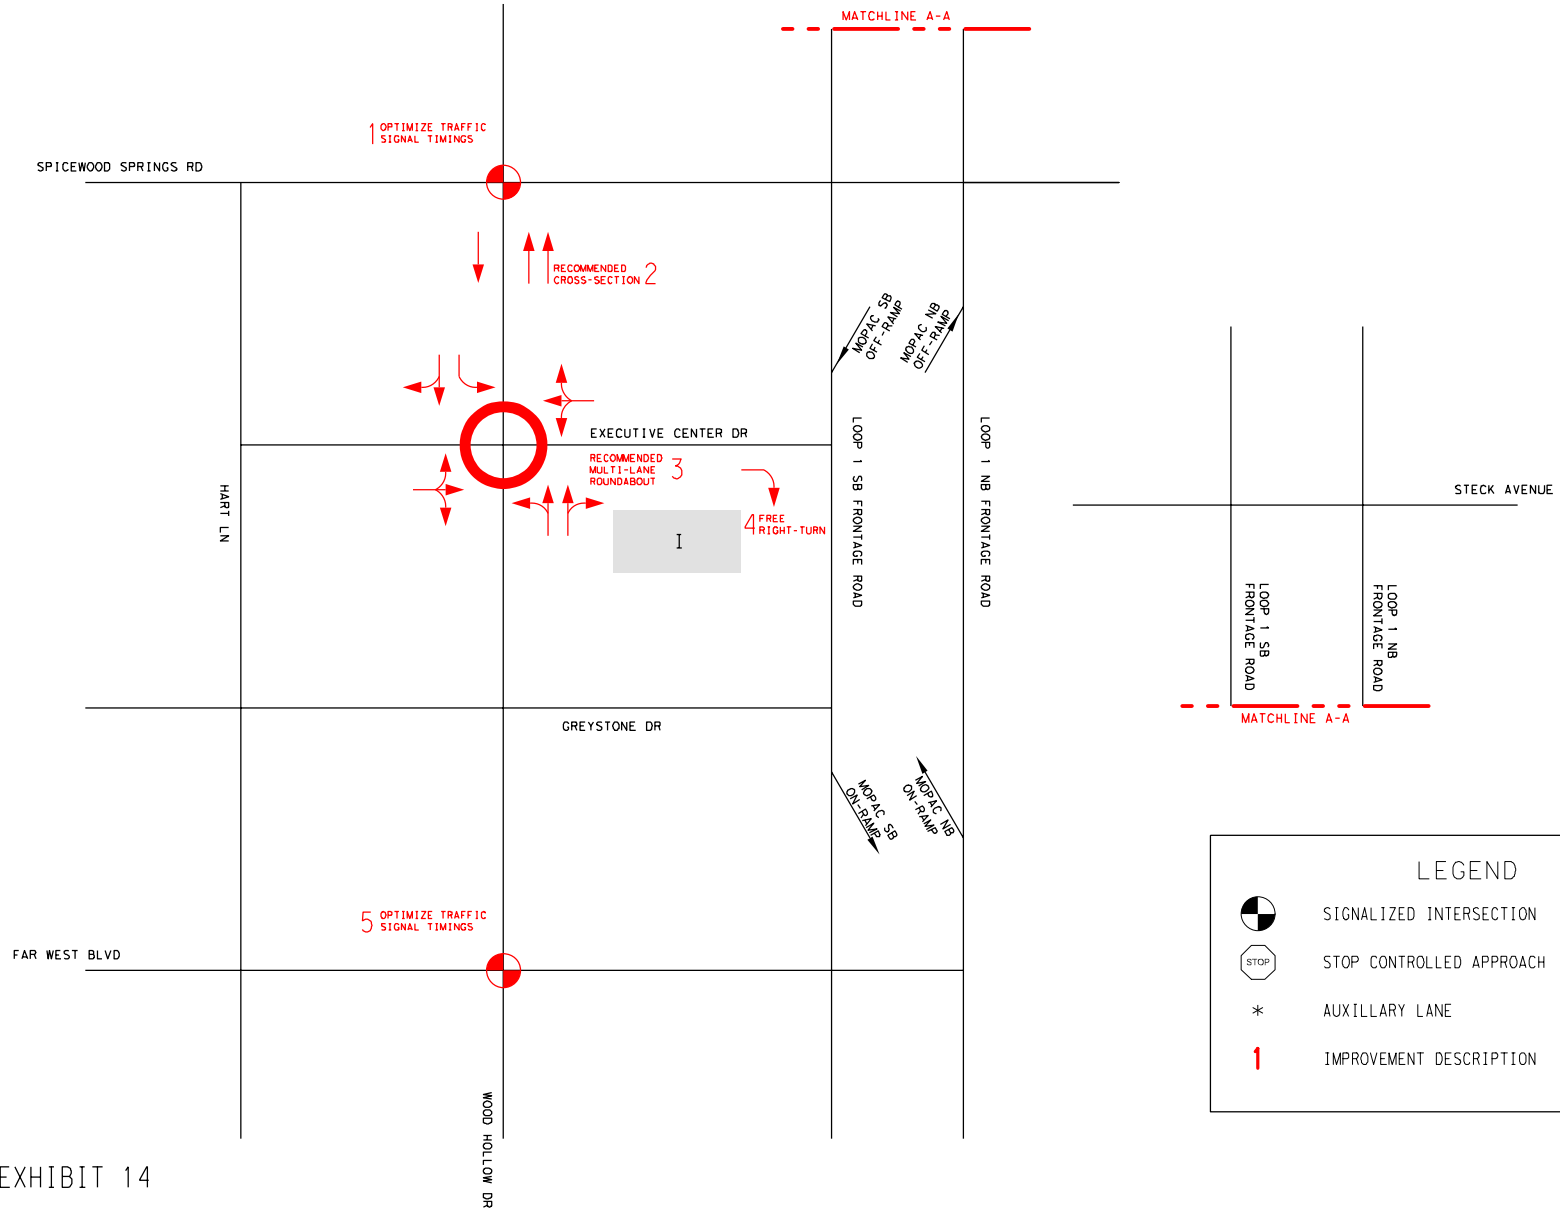 MATCHLINE A-A
1 OPTIMIZE TRAFFIC
SIGNAL TIMINGS
SPICEWOOD SPRINGS RD
RECOMMENDED
CROSS-SECTION 2
MOPAC SB
OFF-RAMP
MOPAC NB
OFF-RAMP
EXECUTIVE CENTER DR
RECOMMENDED
MULTI-LANE
ROUNDABOUT
3
4 FREE
RIGHT-TURN
I
HART LN
LOOP 1 SB FRONTAGE ROAD
LOOP 1 NB FRONTAGE ROAD
STECK AVENUE
LOOP 1 SB
FRONTAGE ROAD
LOOP 1 NB
FRONTAGE ROAD
MATCHLINE A-A
GREYSTONE DR
MOPAC SB
ON-RAMP
MOPAC NB
ON-RAMP
5 OPTIMIZE TRAFFIC
SIGNAL TIMINGS
FAR WEST BLVD
WOOD HOLLOW DR
LEGEND
SIGNALIZED INTERSECTION
STOP
STOP CONTROLLED APPROACH
* AUXILLARY LANE
1 IMPROVEMENT DESCRIPTION
EXHIBIT 14